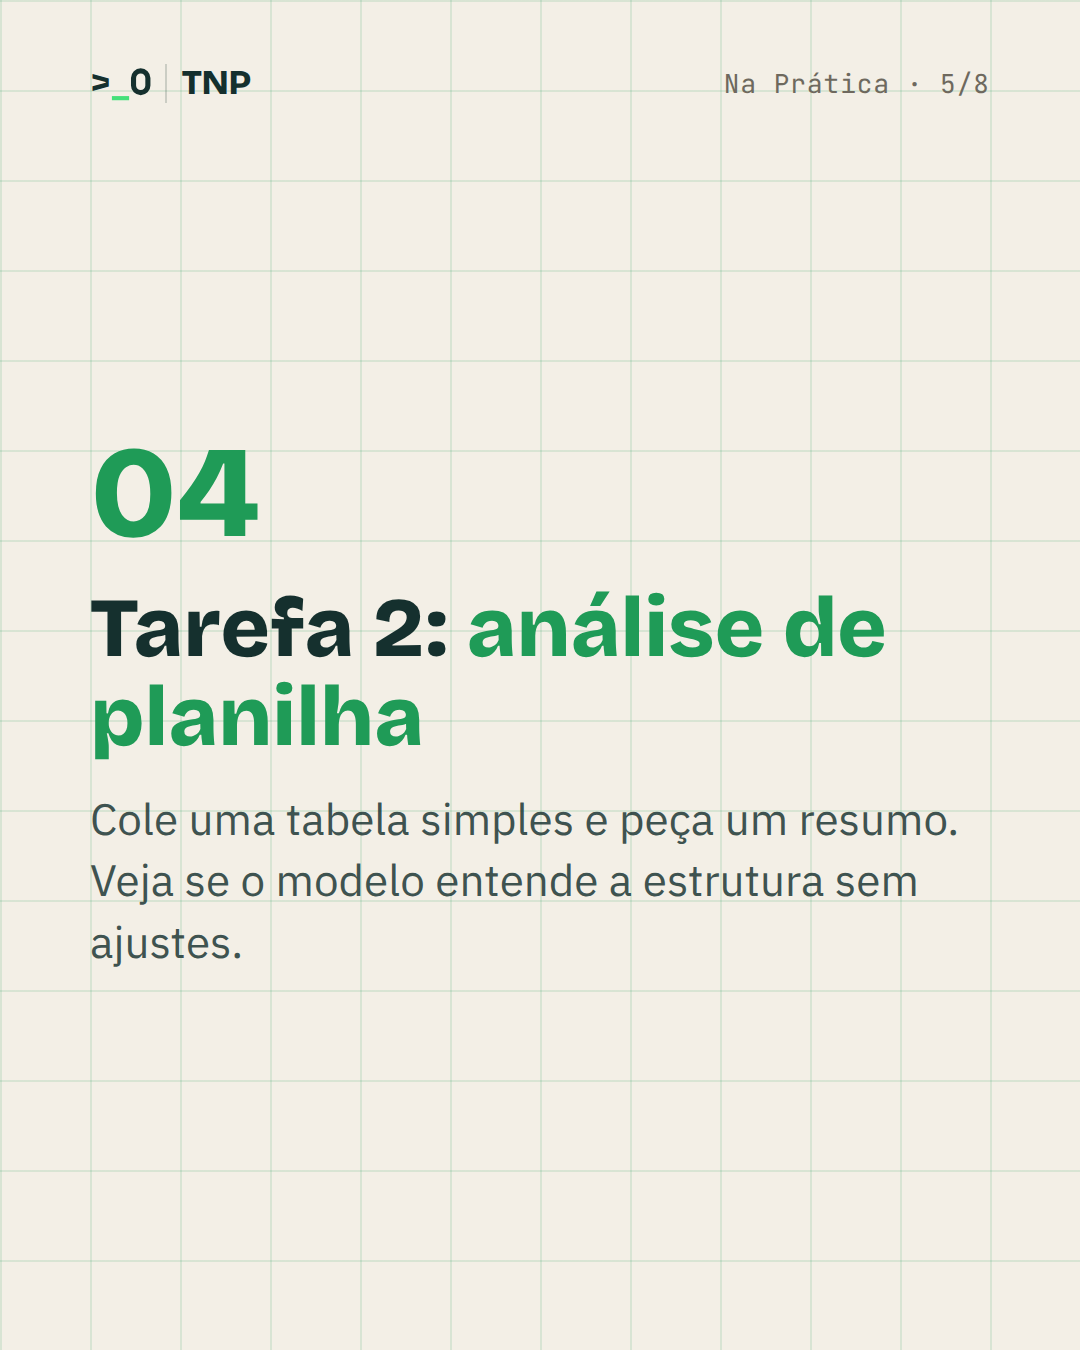 >_O TNP
Na Prática · 5/8
04
Tarefa 2: análise de
planilha
Cole uma tabela simples e peça um resumo.
Veja se o modelo entende a estrutura sem
ajustes.